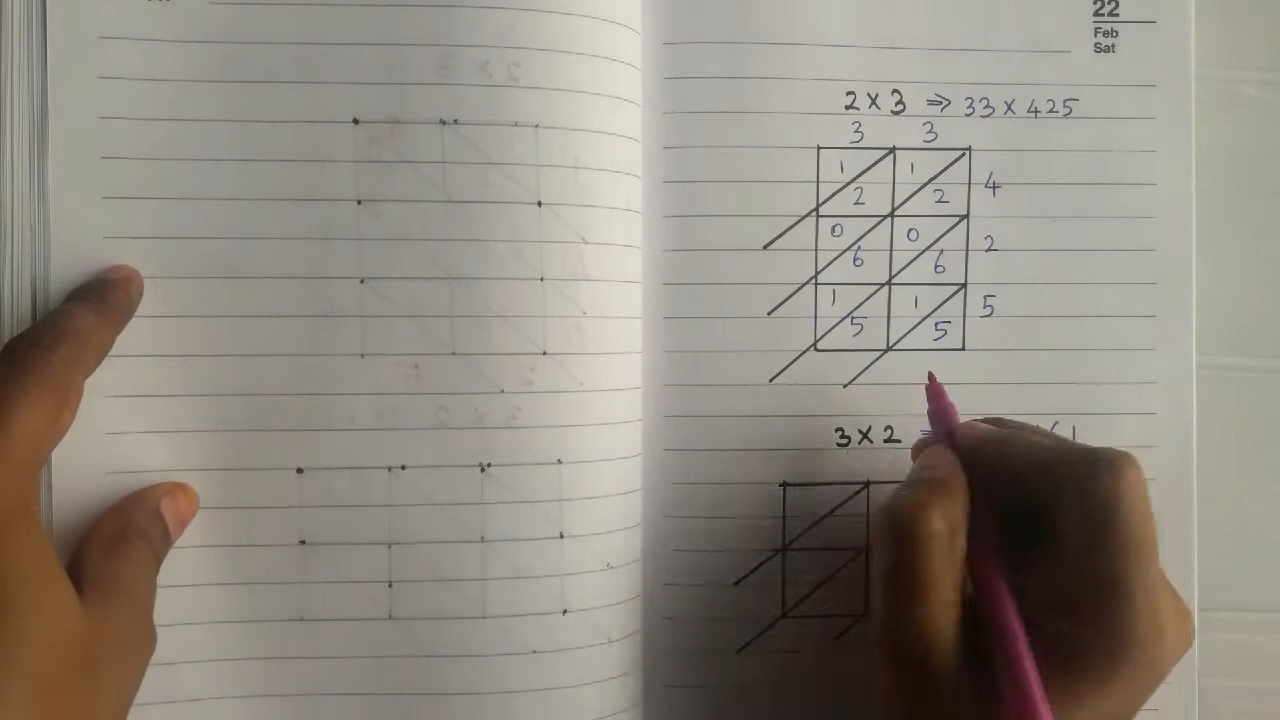 22
Feb
Sat
2 x 3 ⇒ 33 x 425
3 3
1 1
2 2 4
0 0 2
6 6
1 1 5
5 5
3 x 2